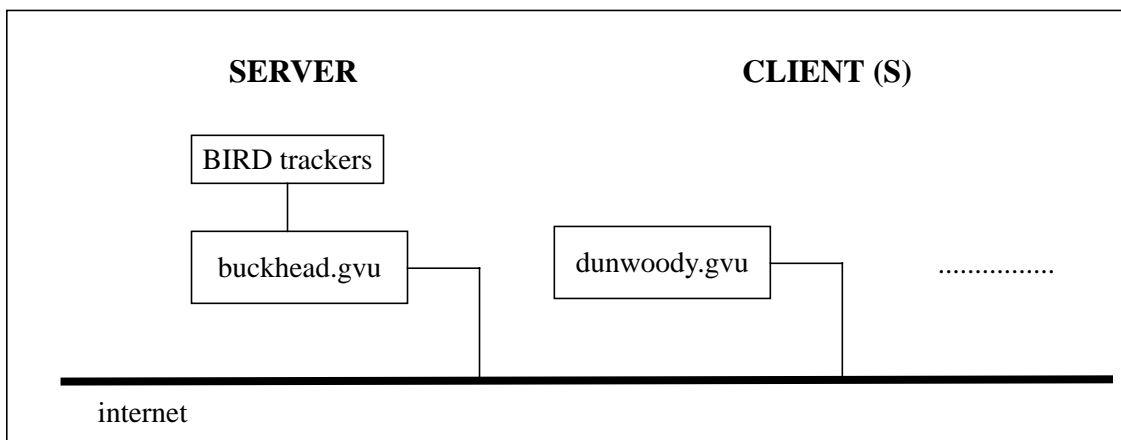 SERVER
CLIENT (S)
BIRD trackers
buckhead.gvu
dunwoody.gvu
................
internet